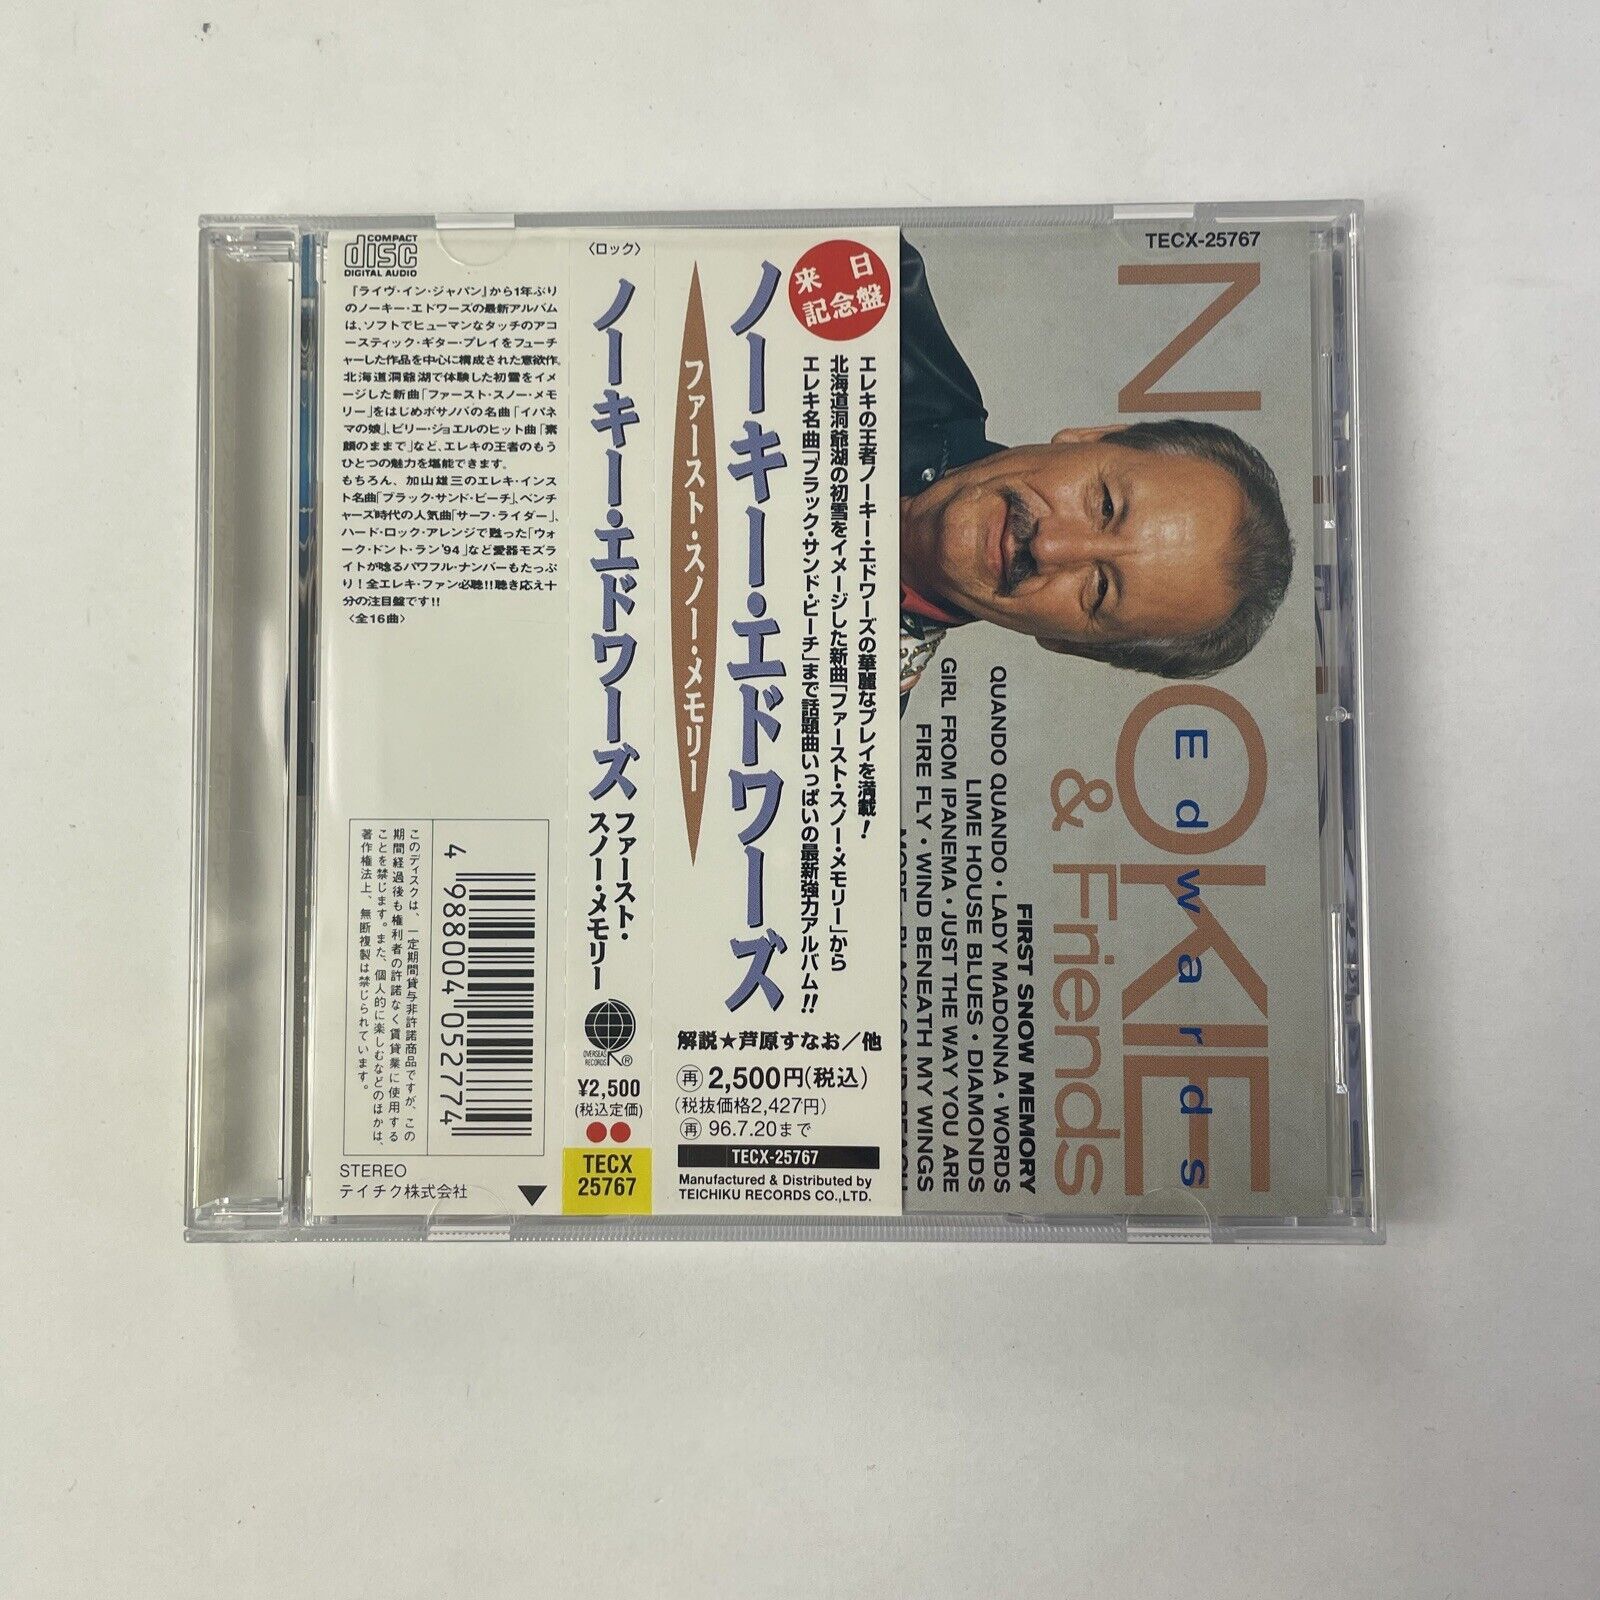 COMPACT
disc
DIGITAL AUDIO
『ライヴ・イン・ジャパン』から1年ぶり
のノーキー・エドワーズの最新アルバム
は、ソフトでヒューマンなタッチのアコ
ースティック・ギター・プレイをフューチ
ャーした作品を中心に構成された意欲作。
北海道洞爺湖で体験した初雪をイメ
ージした新曲「ファースト・スノー・メモ
リー」をはじめボサノバの名曲「イパネ
マの娘」、ビリー・ジョエルのヒット曲「素
顔のままで」など、エレキの王者のもう
ひとつの魅力を堪能できます。
もちろん、加山雄三のエレキ・インス
ト名曲「ブラック・サンド・ビーチ」、ベンチ
ャーズ時代の人気曲「サーフ・ライダー」、
ハード・ロック・アレンジで甦った「ウォ
ーク・ドント・ラン'94」など愛器モズラ
イトが唸るパワフル・ナンバーもたっぷ
り！全エレキ・ファン必聴!!聴き応え十
分の注目盤です!!
〈全16曲〉
このディスクは、一定期間貸与非許諾商品ですが、この
期間経過後も権利者の許諾なく賃貸業に使用する
ことを禁じます。また、個人的に楽しむなどのほかは、
著作権法上、無断複製は禁じられています。
4 988004 052774
STEREO
テイチク株式会社
〈ロック〉
ノーキー・エドワーズ
ファースト・
スノー・メモリー
OVERSEAS
RECORDS
®
¥2,500
(税込定価)
TECX
25767
来日
記念盤
エレキの王者ノーキー・エドワーズの華麗なプレイを満載！
北海道洞爺湖の初雪をイメージした新曲「ファースト・スノー・メモリー」から
エレキ名曲「ブラック・サンド・ビーチ」まで話題曲いっぱいの最新強力アルバム!!
ノーキー・エドワーズ
ファースト・スノー・メモリー
解説★芦原すなお／他
再 2,500円(税込)
(税抜価格2,427円)
再 96.7.20まで
TECX-25767
Manufactured & Distributed by
TEICHIKU RECORDS CO.,LTD.
TECX-25767
N OKIE
Edwards
& Friends
FIRST SNOW MEMORY
QUANDO QUANDO・LADY MADONNA・WORDS
LIME HOUSE BLUES・DIAMONDS
GIRL FROM IPANEMA・JUST THE WAY YOU ARE
FIRE FLY・WIND BENEATH MY WINGS
BLACK SAND BEACH